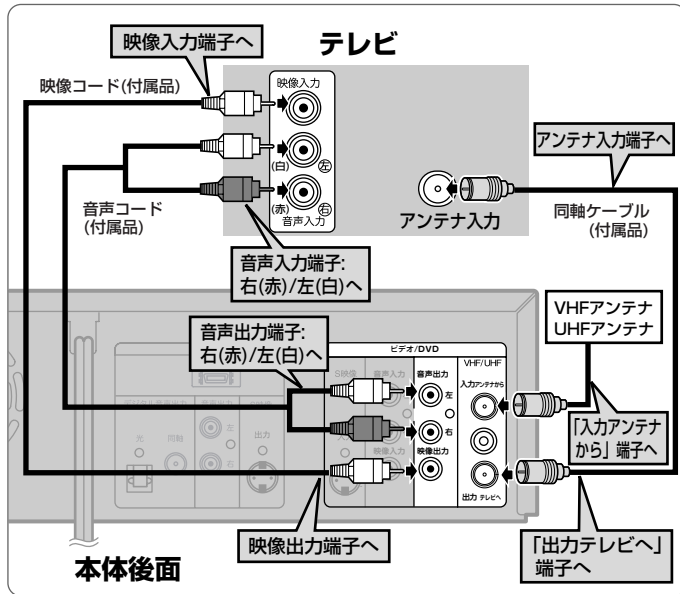 映像入力端子へ
テレビ
映像コード(付属品)
映像入力
(白)
左
(赤)
右
音声入力
アンテナ入力端子へ
アンテナ入力
同軸ケーブル
(付属品)
音声コード
(付属品)
音声入力端子:
右(赤)/左(白)へ
VHFアンテナ
UHFアンテナ
音声出力端子:
右(赤)/左(白)へ
ビデオ/DVD
S映像
音声入力
音声出力
VHF/UHF
入力アンテナから
左
右
映像入力
映像出力
出力 テレビへ
光
同軸
左
右
出力
「入力アンテナ
から」端子へ
映像出力端子へ
「出力テレビへ」
端子へ
本体後面